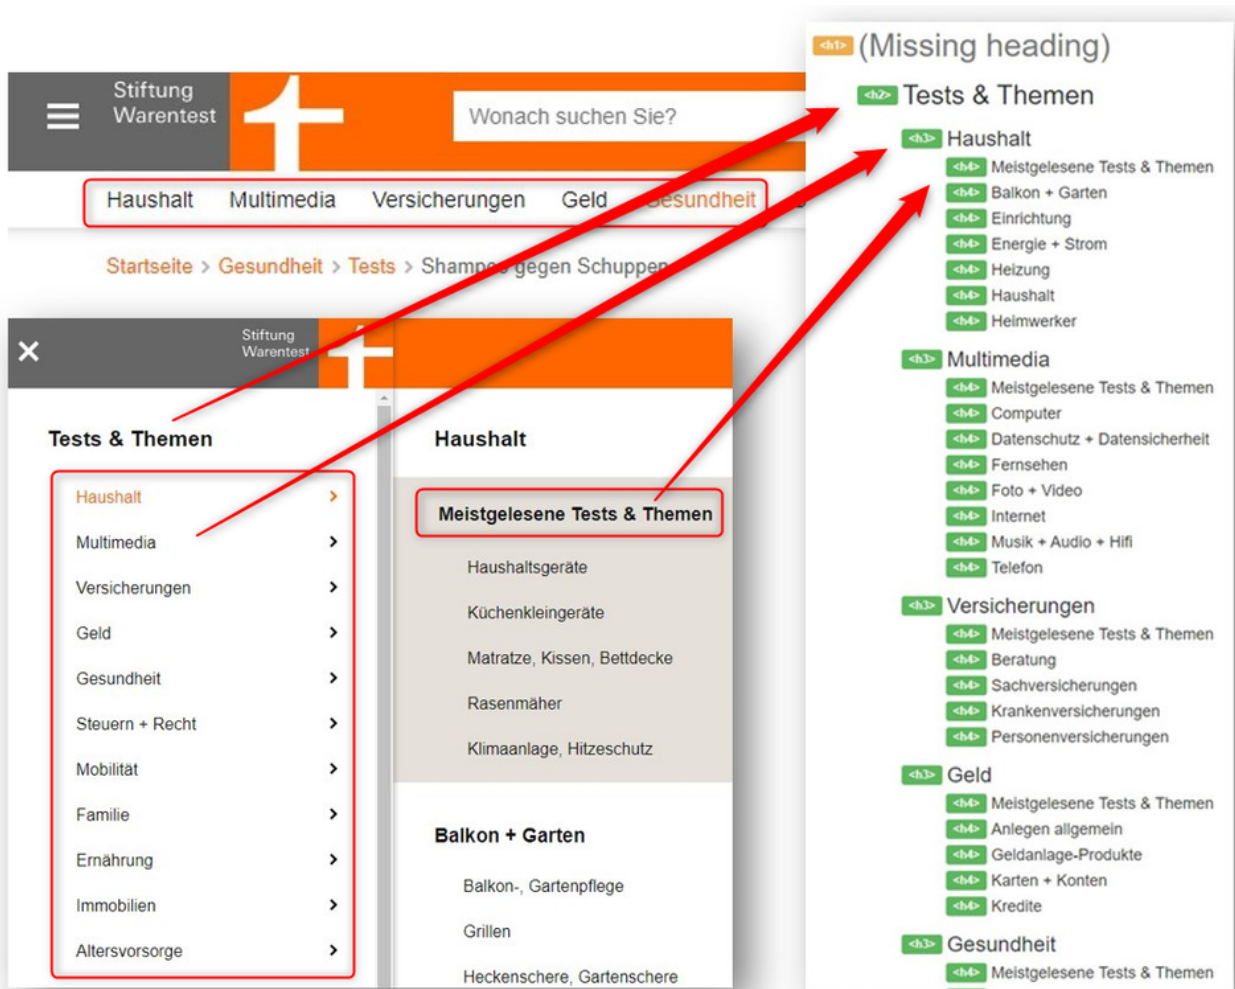 Stiftung
Warentest
Wonach suchen Sie?
Haushalt Multimedia Versicherungen Geld Gesundheit
Startseite > Gesundheit > Tests > Shampoo gegen Schuppen
Stiftung
Warentest
Tests & Themen
Haushalt
Multimedia
Versicherungen
Geld
Gesundheit
Steuern + Recht
Mobilität
Familie
Ernährung
Immobilien
Altersvorsorge
Haushalt
Meistgelesene Tests & Themen
Haushaltsgeräte
Küchenkleingeräte
Matratze, Kissen, Bettdecke
Rasenmäher
Klimaanlage, Hitzeschutz
Balkon + Garten
Balkon-, Gartenpflege
Grillen
Heckenschere, Gartenschere
<h1> (Missing heading)
<h2> Tests & Themen
<h3> Haushalt
<h4> Meistgelesene Tests & Themen
<h4> Balkon + Garten
<h4> Einrichtung
<h4> Energie + Strom
<h4> Heizung
<h4> Haushalt
<h4> Heimwerker
<h3> Multimedia
<h4> Meistgelesene Tests & Themen
<h4> Computer
<h4> Datenschutz + Datensicherheit
<h4> Fernsehen
<h4> Foto + Video
<h4> Internet
<h4> Musik + Audio + Hifi
<h4> Telefon
<h3> Versicherungen
<h4> Meistgelesene Tests & Themen
<h4> Beratung
<h4> Sachversicherungen
<h4> Krankenversicherungen
<h4> Personenversicherungen
<h3> Geld
<h4> Meistgelesene Tests & Themen
<h4> Anlegen allgemein
<h4> Geldanlage-Produkte
<h4> Karten + Konten
<h4> Kredite
<h3> Gesundheit
<h4> Meistgelesene Tests & Themen